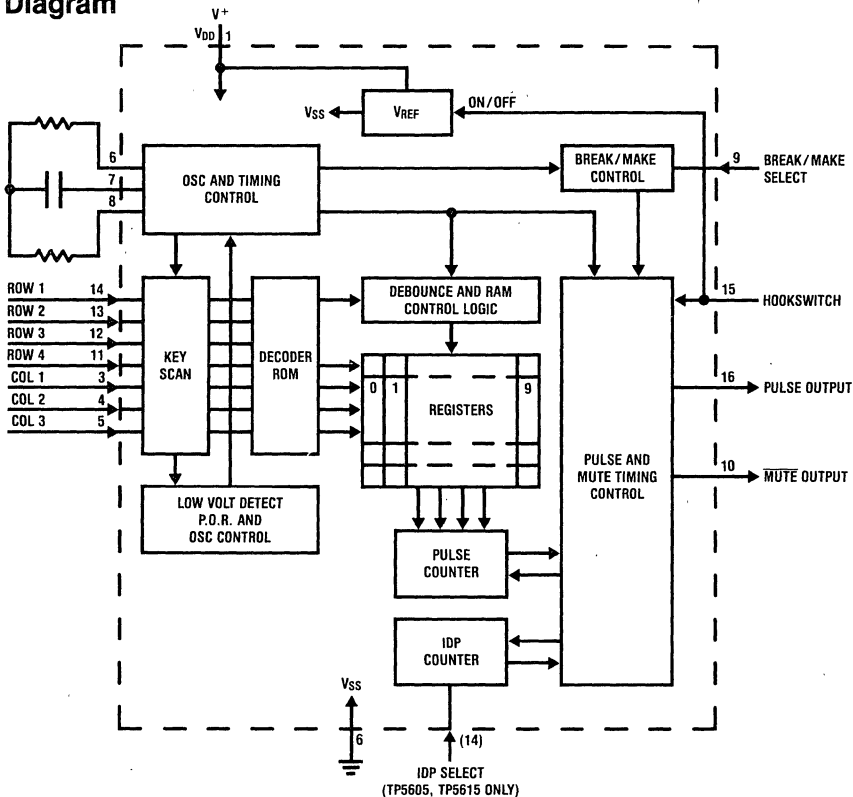 Diagram
V+
VDD 1
VSS
VREF
ON/OFF
6
7
8
OSC AND TIMING
CONTROL
BREAK/MAKE
CONTROL
9
BREAK/MAKE
SELECT
ROW 1 14
ROW 2 13
ROW 3 12
ROW 4 11
COL 1 3
COL 2 4
COL 3 5
KEY
SCAN
DECODER
ROM
DEBOUNCE AND RAM
CONTROL LOGIC
15
HOOKSWITCH
0 1 9
REGISTERS
16
PULSE OUTPUT
PULSE AND
MUTE TIMING
CONTROL
10
MUTE OUTPUT
LOW VOLT DETECT
P.O.R. AND
OSC CONTROL
PULSE
COUNTER
IDP
COUNTER
VSS
6
(14)
IDP SELECT
(TP5605, TP5615 ONLY)